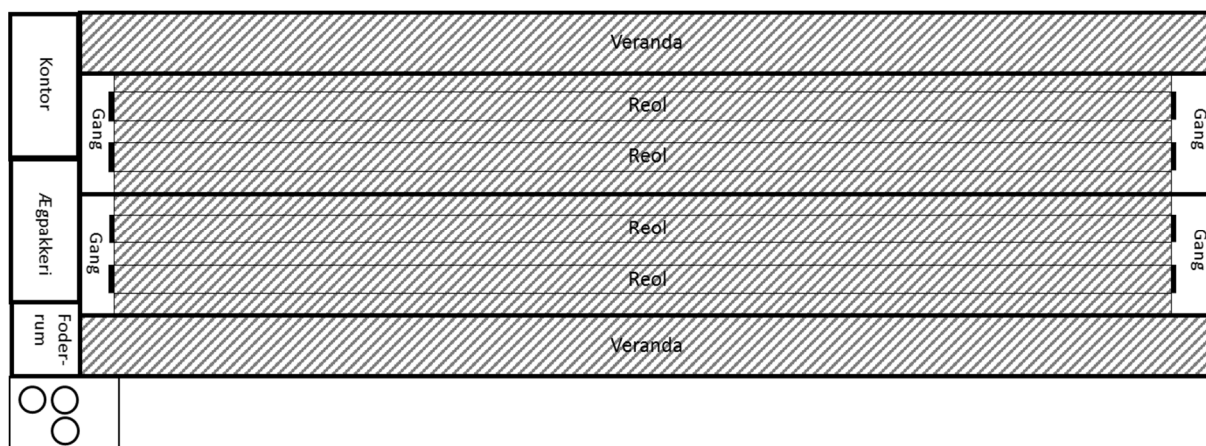 Veranda
Kontor
Gang
Reol
Gang
Reol
Ægpakkeri
Gang
Reol
Gang
Reol
Foder-
rum
Veranda